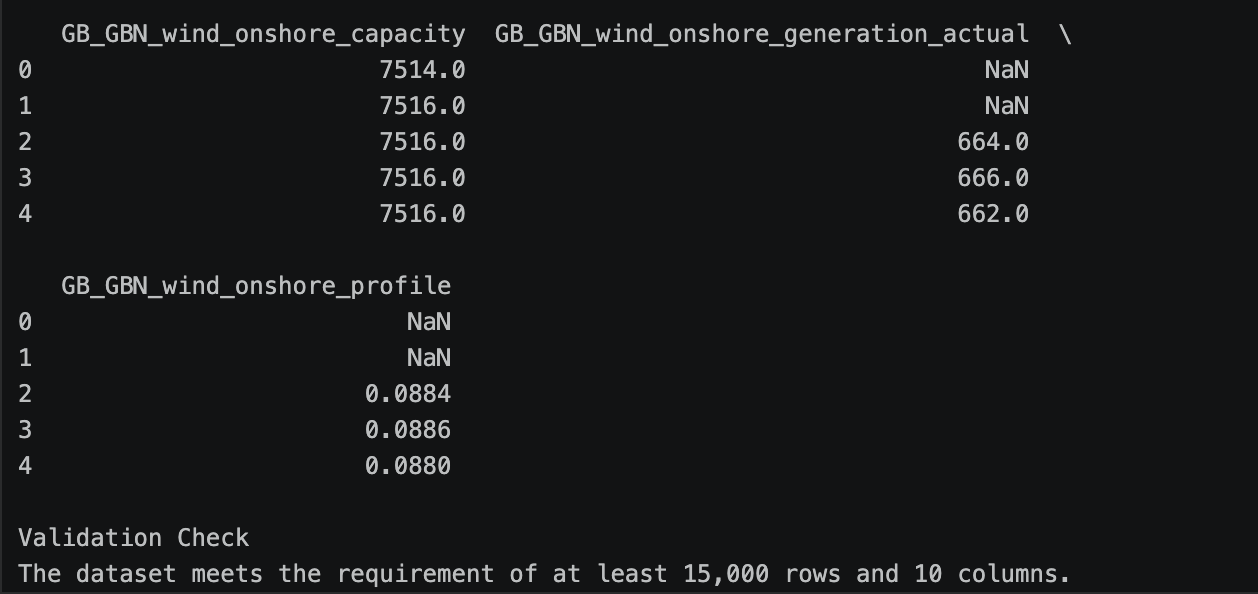 GB_GBN_wind_onshore_capacity  GB_GBN_wind_onshore_generation_actual  \
0                      7514.0                                    NaN
1                      7516.0                                    NaN
2                      7516.0                                  664.0
3                      7516.0                                  666.0
4                      7516.0                                  662.0
GB_GBN_wind_onshore_profile
0                        NaN
1                        NaN
2                     0.0884
3                     0.0886
4                     0.0880
Validation Check
The dataset meets the requirement of at least 15,000 rows and 10 columns.